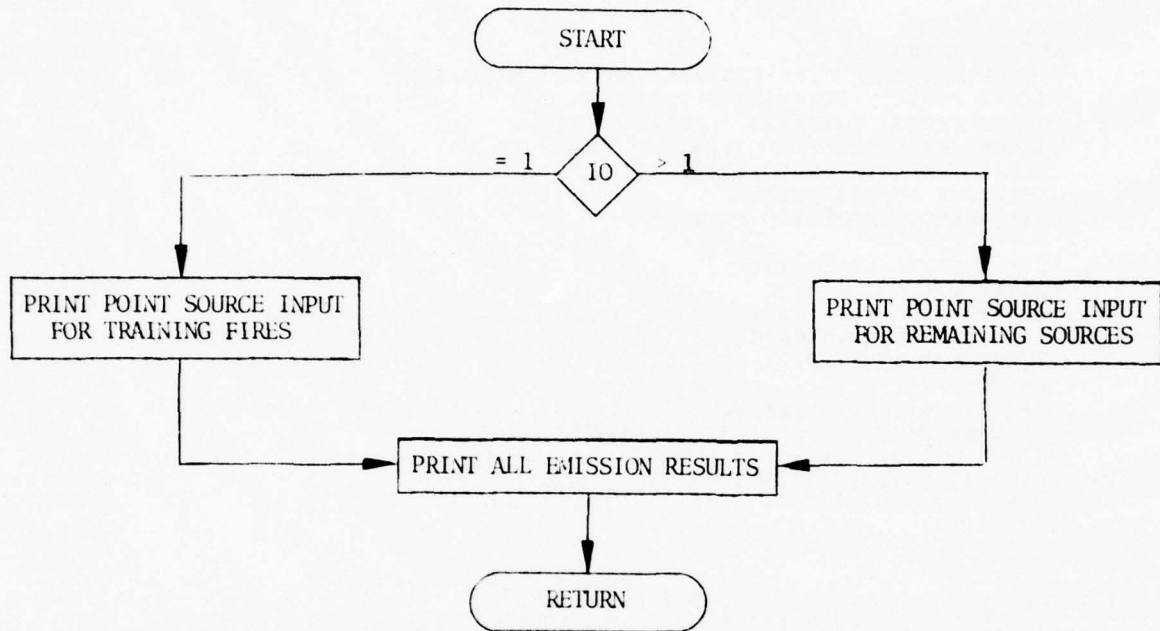 START
= 1
IO
> 1
PRINT POINT SOURCE INPUT
FOR TRAINING FIRES
PRINT POINT SOURCE INPUT
FOR REMAINING SOURCES
PRINT ALL EMISSION RESULTS
RETURN